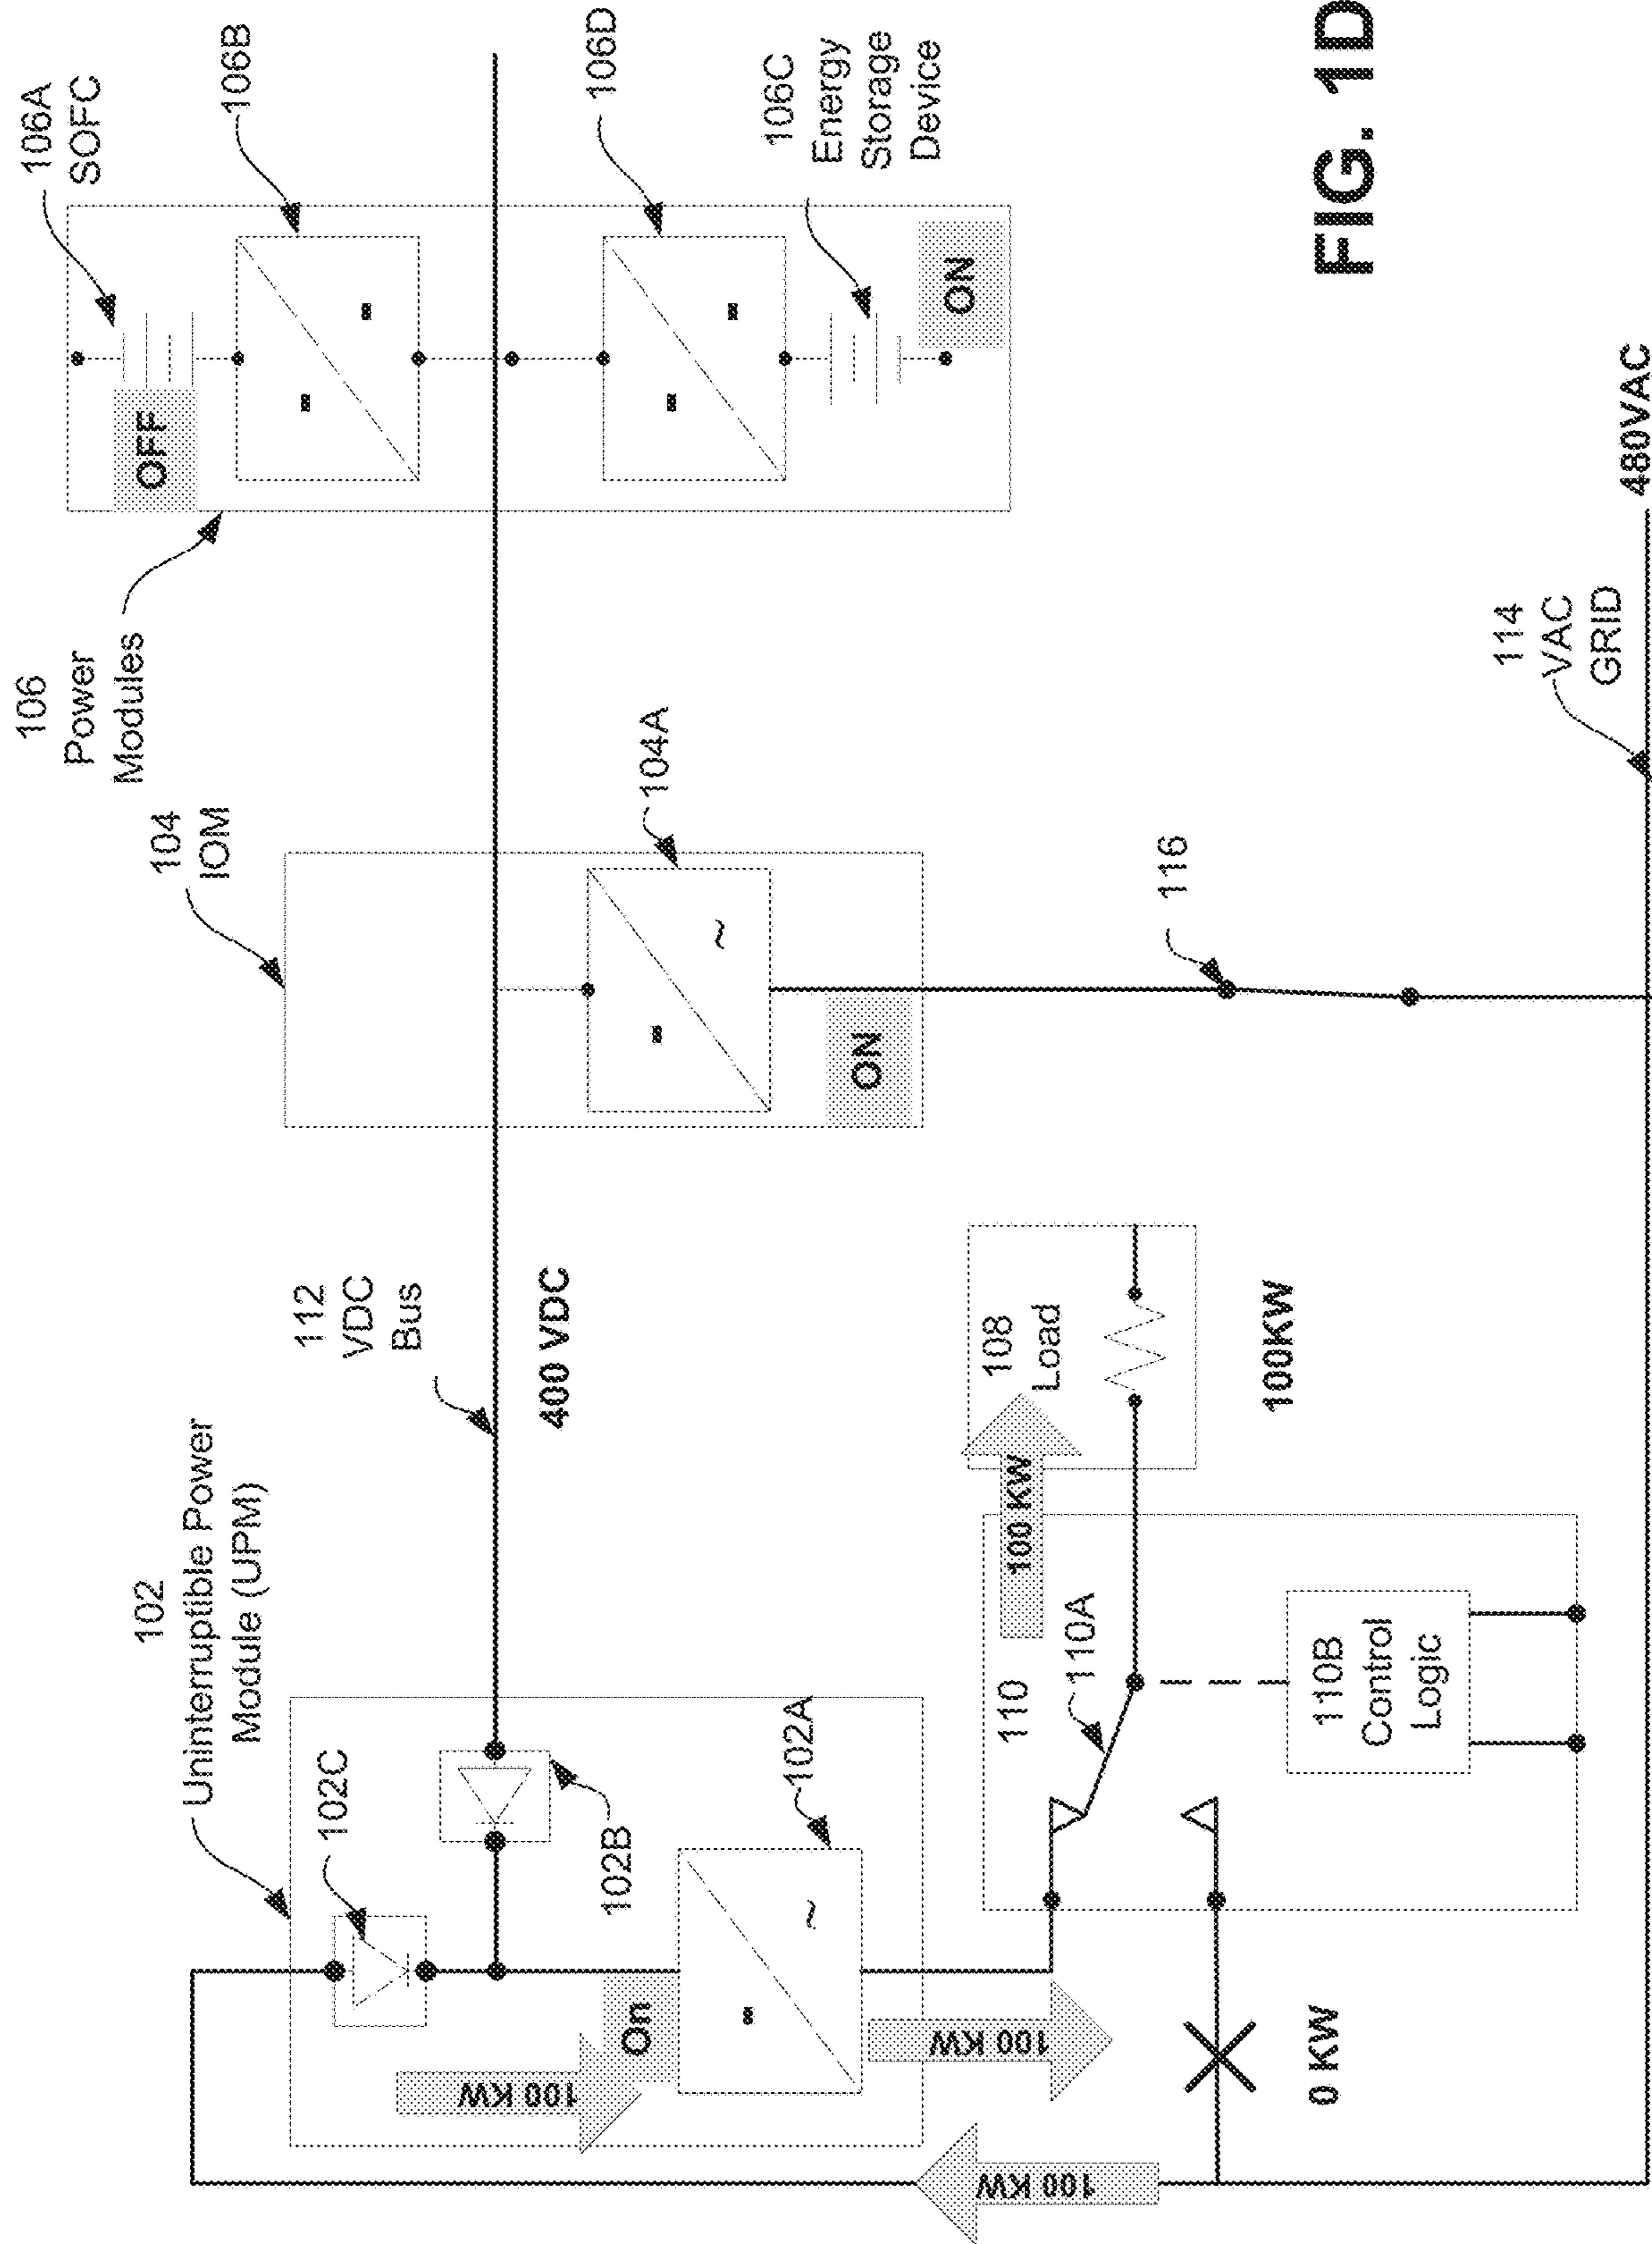 102
Uninterruptible Power
Module (UPM)
102C
102B
102A
On
100 KW
100 KW
100 KW
0 KW
112
VDC
Bus
400 VDC
110
110A
110B
Control
Logic
100 KW
108
Load
100KW
104
IOM
104A
ON
116
106
Power
Modules
106A
SOFC
OFF
106B
106D
106C
Energy
Storage
Device
ON
114
VAC
GRID
480VAC
- 
-
~
-
~
-
-
-
FIG. 1D